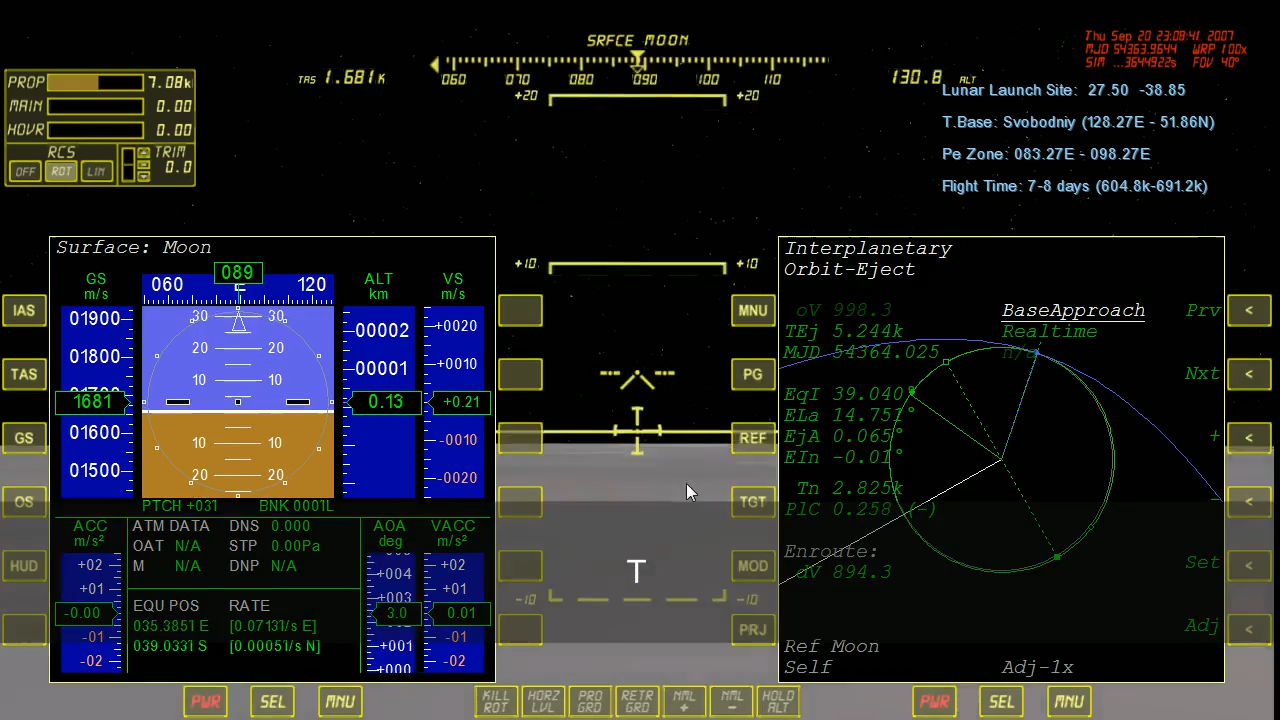 SRFCE MOON
Thu Sep 20 23:08:41 2007
MJD 54363.9644 WRP 100x
SIM ...3644922s FOV 40°
060 070 080 090 100 110
TAS 1.681k
130.8 ALT
+20 +20
PROP 7.08k
MAIN 0.00
HOVR 0.00
RCS TRIM
0.0
OFF ROT LIN
Lunar Launch Site: 27.50 -38.85
T.Base: Svobodniy (128.27E - 51.86N)
Pe Zone: 083.27E - 098.27E
Flight Time: 7-8 days (604.8k-691.2k)
+10 +10
-10 -10
T
IAS
TAS
GS
OS
HUD
Surface: Moon
GS
m/s
060 089 E 120
ALT
km
VS
m/s
01900
01800
1681
01600
01500
30 30
20 20
10 10
10 10
20 20
00002
00001
0.13
+0020
+0010
+0.21
-0010
-0020
PTCH +031 BNK 0001L
ACC
m/s²
+02
+01
-0.00
-01
-02
ATM DATA
OAT N/A
M N/A
DNS 0.000
STP 0.00Pa
DNP N/A
EQU POS RATE
035.385° E [0.0713°/s E]
039.033° S [0.0005°/s N]
AOA
deg
+004
3.0
+001
+000
VACC
m/s²
+02
+01
0.01
-01
-02
MNU
PG
REF
TGT
MOD
PRJ
Interplanetary
Orbit-Eject
oV 998.3
TEj 5.244k
MJD 54364.025
EqI 39.040°
ELa 14.751°
EjA 0.065°
EIn -0.01°
Tn 2.825k
PlC 0.258 (-)
Enroute:
dV 894.3
BaseApproach
Realtime
n/a
Prv
Nxt
+
-
Set
Adj
Ref Moon
Self Adj-1x
<
<
<
<
<
<
PWR SEL MNU
KILL ROT
HORZ LVL
PRO GRD
RETR GRD
NML +
NML -
HOLD ALT
PWR SEL MNU